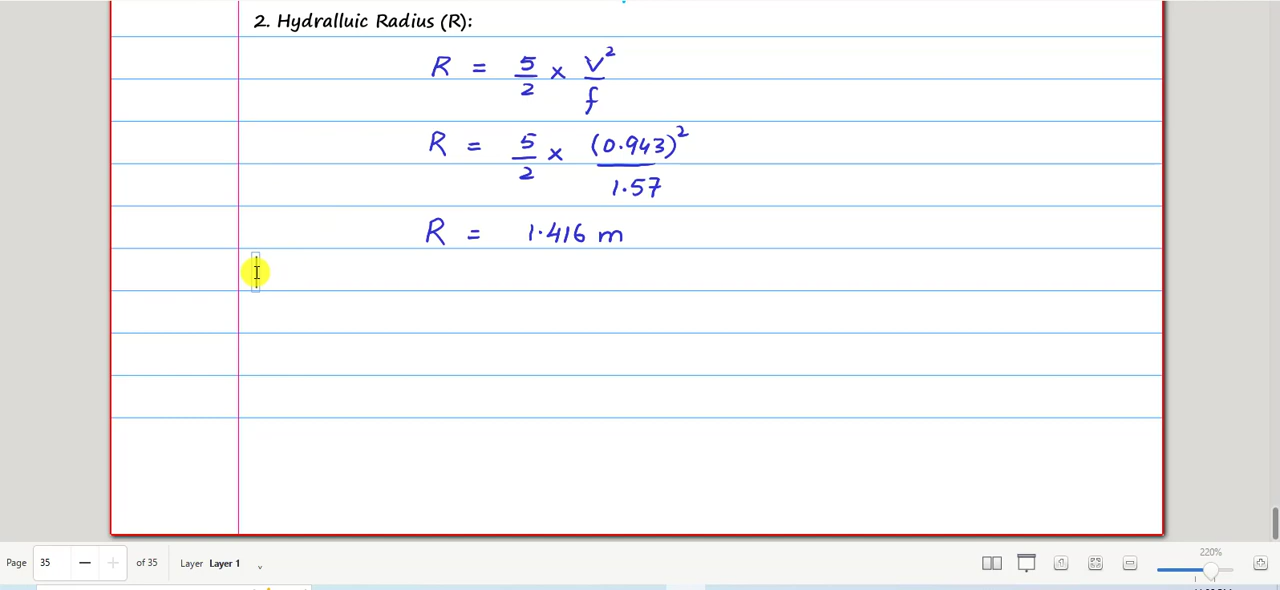 2. Hydralluic Radius (R):
R = 5/2 × V²/f
R = 5/2 × (0.943)²/1.57
R = 1.416 m
Page 35 of 35 Layer Layer 1 220%